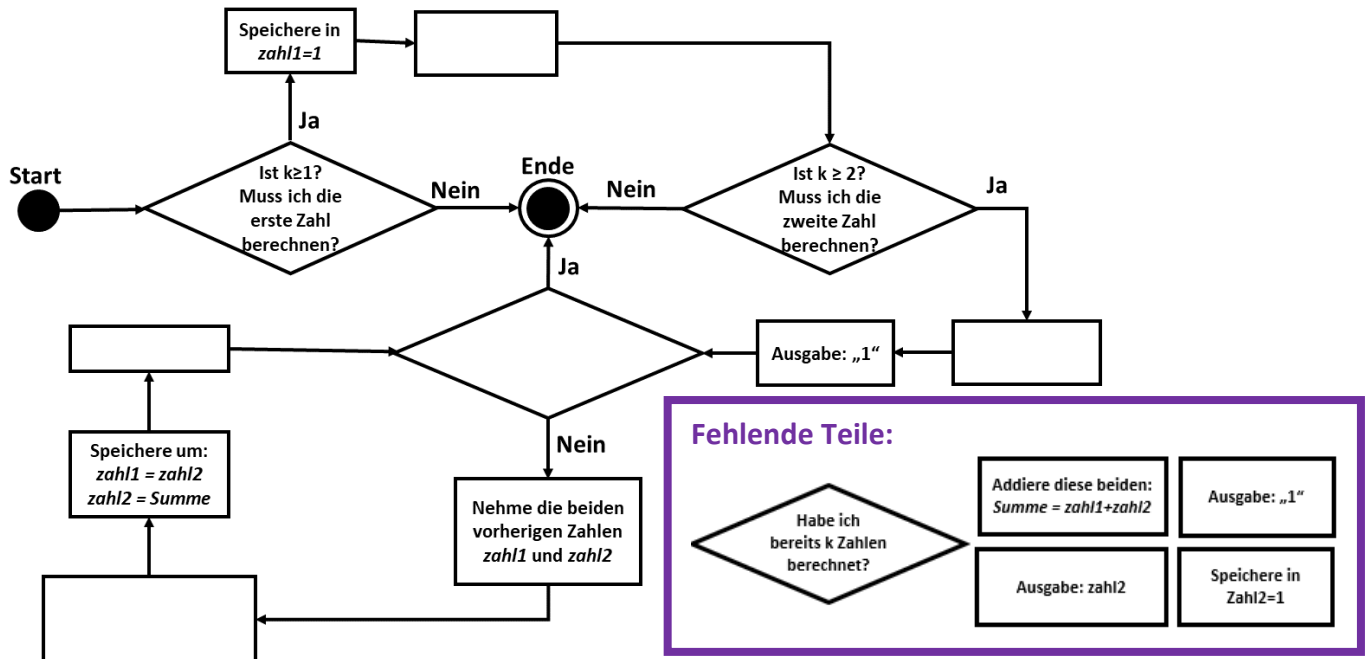 Speichere in
zahl1=1
Ja
Start
Ist k≥1?
Muss ich die
erste Zahl
berechnen?
Nein
Ende
Nein
Ist k ≥ 2?
Muss ich die
zweite Zahl
berechnen?
Ja
Ja
Ausgabe: „1“
Nein
Speichere um:
zahl1 = zahl2
zahl2 = Summe
Nehme die beiden
vorherigen Zahlen
zahl1 und zahl2
Fehlende Teile:
Habe ich
bereits k Zahlen
berechnet?
Addiere diese beiden:
Summe = zahl1+zahl2
Ausgabe: „1“
Ausgabe: zahl2
Speichere in
Zahl2=1